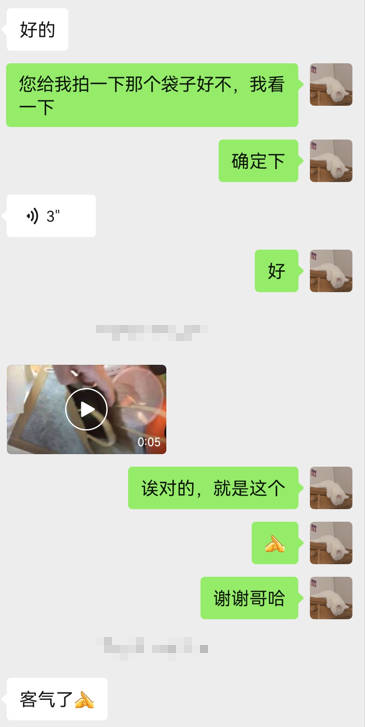 好的
您给我拍一下那个袋子好不，我看
一下
确定下
3"
好
0:05
诶对的，就是这个
谢谢哥哈
客气了